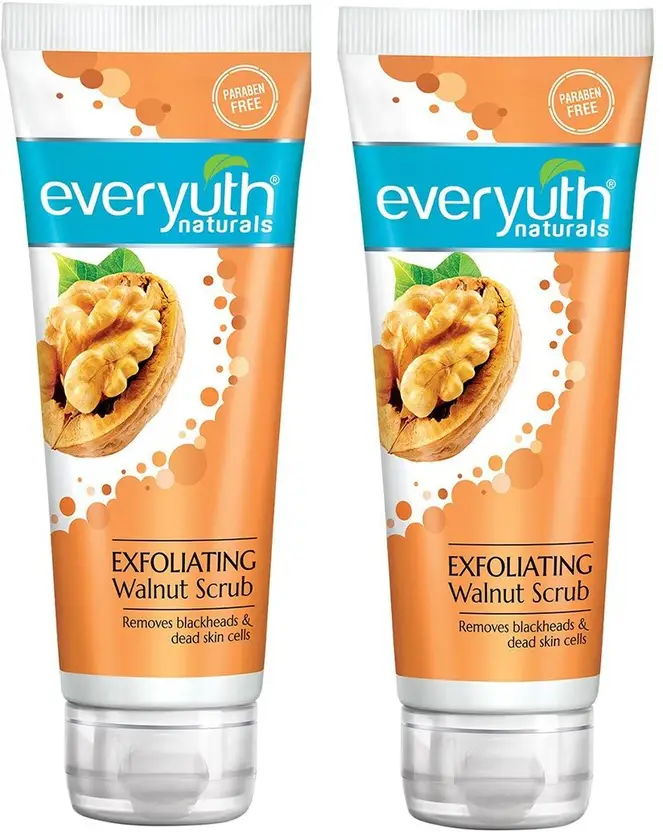 PARABEN
FREE
everyuth®
naturals
EXFOLIATING
Walnut Scrub
Removes blackheads &
dead skin cells
PARABEN
FREE
everyuth®
naturals
EXFOLIATING
Walnut Scrub
Removes blackheads &
dead skin cells